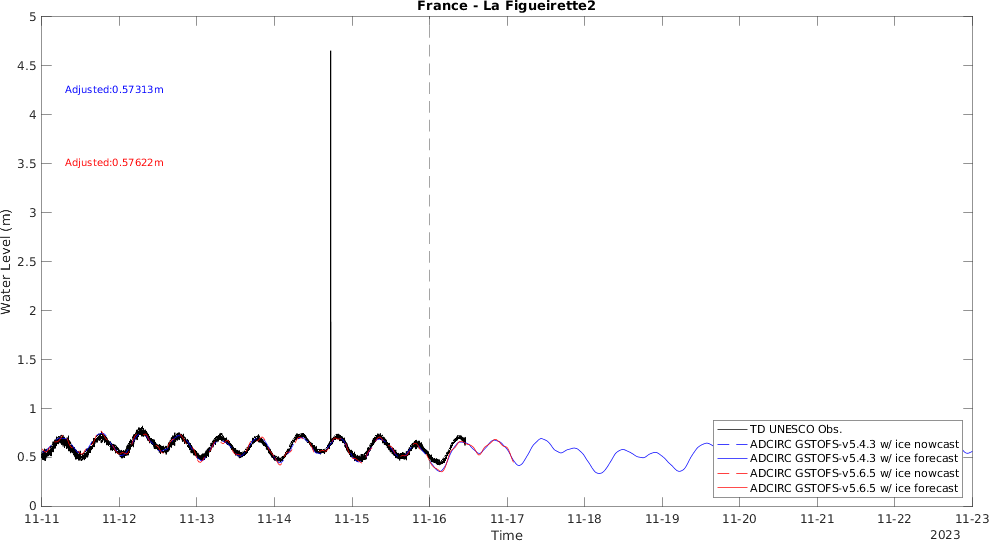 France - La Figueirette2
5
4.5
4
3.5
3
2.5
2
1.5
1
0.5
0
Water Level (m)
Adjusted:0.57313m
Adjusted:0.57622m
TD UNESCO Obs.
ADCIRC GSTOFS-v5.4.3 w/ ice nowcast
ADCIRC GSTOFS-v5.4.3 w/ ice forecast
ADCIRC GSTOFS-v5.6.5 w/ ice nowcast
ADCIRC GSTOFS-v5.6.5 w/ ice forecast
11-11 11-12 11-13 11-14 11-15 11-16 11-17 11-18 11-19 11-20 11-21 11-22 11-23
Time
2023